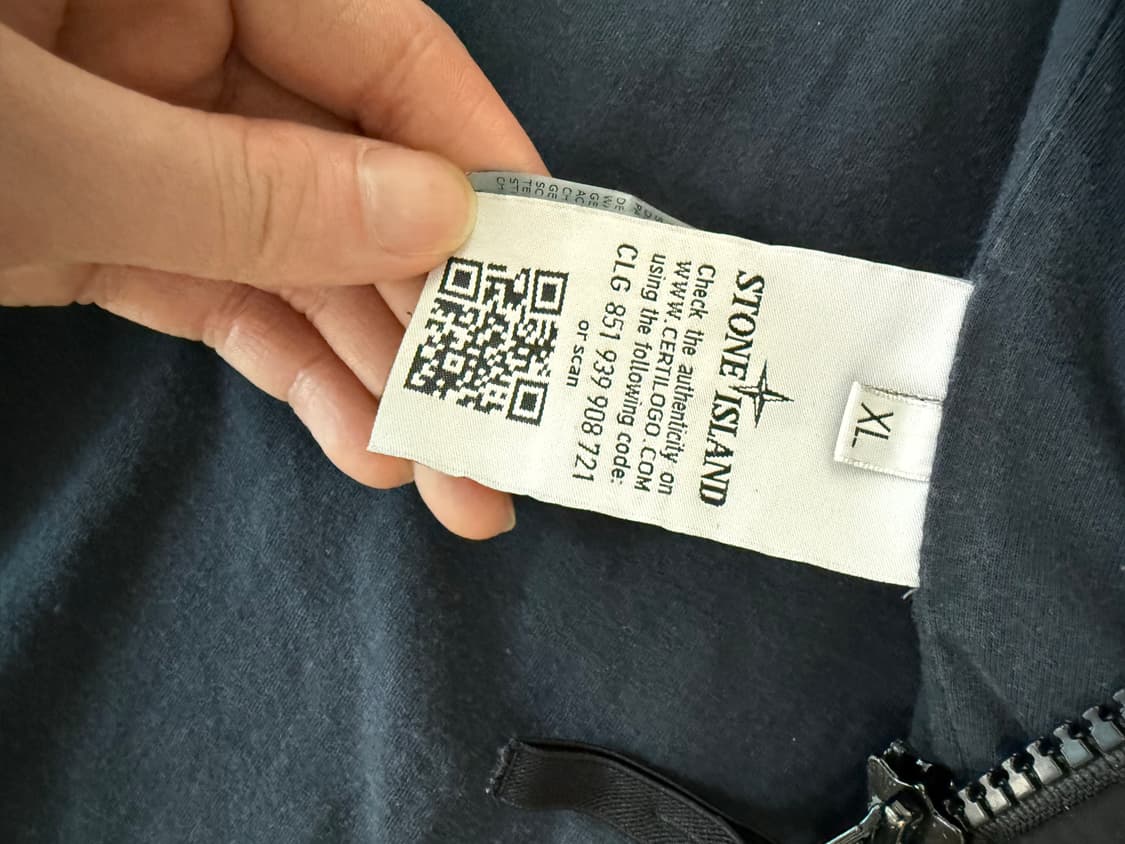 STONE ISLAND
Check the authenticity on
WWW.CERTILOGO.COM
using the following code:
CLG 851 939 908 721
or scan
XL